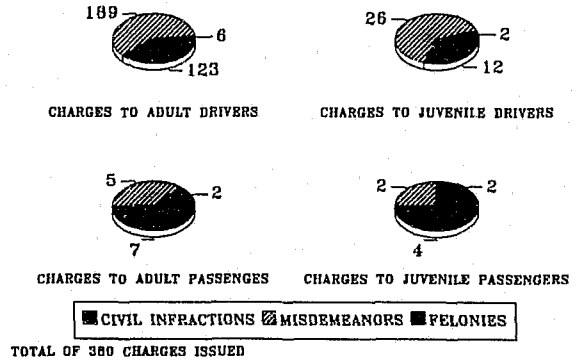 189
6
123
CHARGES TO ADULT DRIVERS
26
2
12
CHARGES TO JUVENILE DRIVERS
5
2
7
CHARGES TO ADULT PASSENGES
2
2
4
CHARGES TO JUVENILE PASSENGERS
CIVIL INFRACTIONS MISDEMEANORS FELONIES
TOTAL OF 380 CHARGES ISSUED